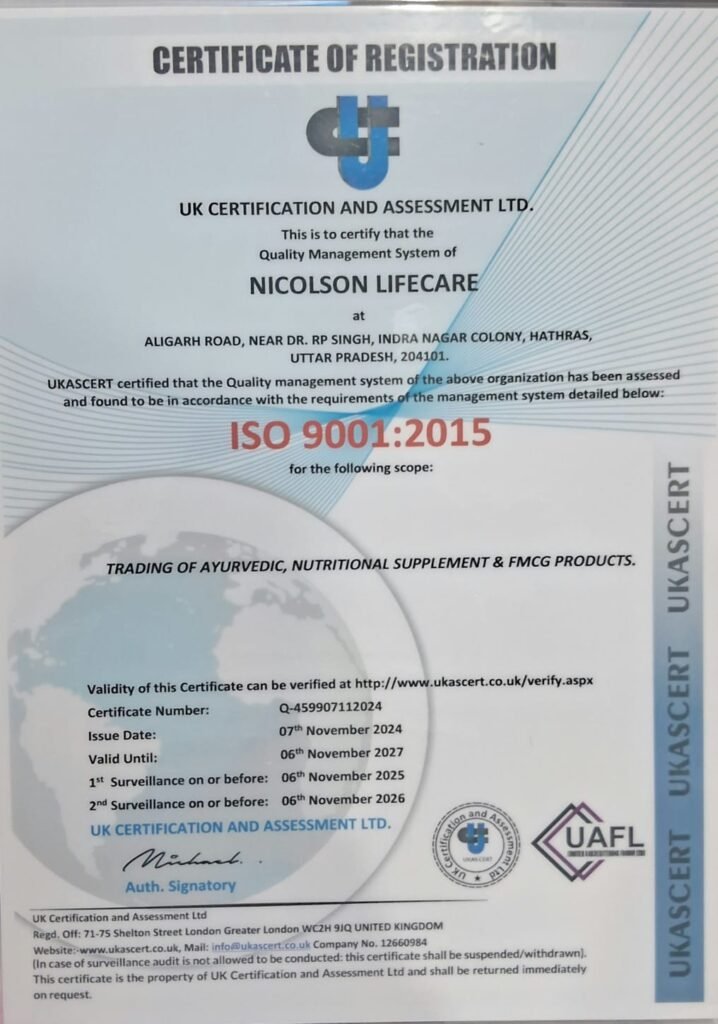 CERTIFICATE OF REGISTRATION
UK CERTIFICATION AND ASSESSMENT LTD.
This is to certify that the
Quality Management System of
NICOLSON LIFECARE
at
ALIGARH ROAD, NEAR DR. RP SINGH, INDRA NAGAR COLONY, HATHRAS,
UTTAR PRADESH, 204101.
UKASCERT certified that the Quality management system of the above organization has been assessed
and found to be in accordance with the requirements of the management system detailed below:
ISO 9001:2015
for the following scope:
TRADING OF AYURVEDIC, NUTRITIONAL SUPPLEMENT & FMCG PRODUCTS.
Validity of this Certificate can be verified at http://www.ukascert.co.uk/verify.aspx
Certificate Number: Q-459907112024
Issue Date: 07th November 2024
Valid Until: 06th November 2027
1st Surveillance on or before: 06th November 2025
2nd Surveillance on or before: 06th November 2026
UK CERTIFICATION AND ASSESSMENT LTD.
Michael.
Auth. Signatory
UK Certification and Assessment Ltd
UKAS CERT
UAFL
UKASCERT UKASCERT UKASCERT
UK Certification and Assessment Ltd
Regd. Off: 71-75 Shelton Street London Greater London WC2H 9JQ UNITED KINGDOM
Website:-www.ukascert.co.uk, Mail: info@ukascert.co.uk Company No. 12660984
(In case of surveillance audit is not allowed to be conducted: this certificate shall be suspended/withdrawn).
This certificate is the property of UK Certification and Assessment Ltd and shall be returned immediately
on request.